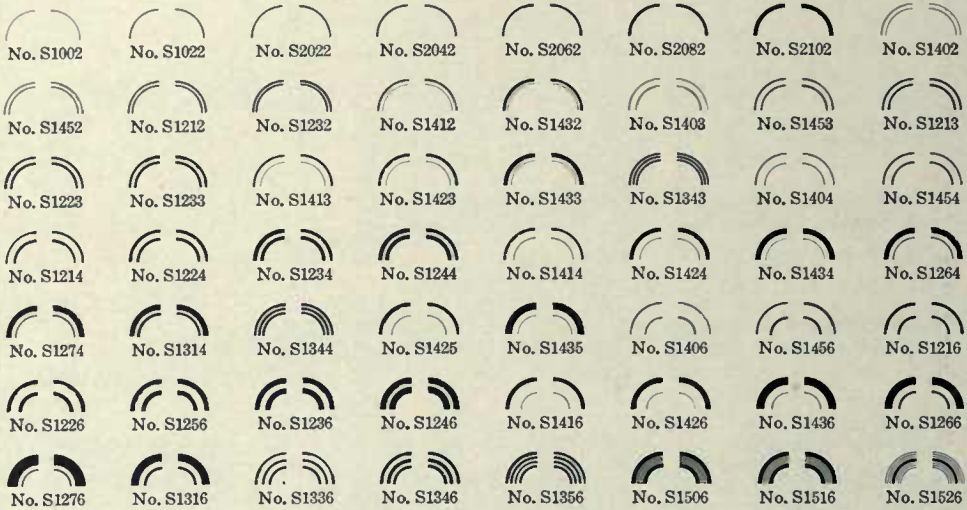 No. S1002 No. S1022 No. S2022 No. S2042 No. S2062 No. S2082 No. S2102 No. S1402
No. S1452 No. S1212 No. S1232 No. S1412 No. S1432 No. S1403 No. S1453 No. S1213
No. S1223 No. S1233 No. S1413 No. S1423 No. S1433 No. S1343 No. S1404 No. S1454
No. S1214 No. S1224 No. S1234 No. S1244 No. S1414 No. S1424 No. S1434 No. S1264
No. S1274 No. S1314 No. S1344 No. S1425 No. S1435 No. S1406 No. S1456 No. S1216
No. S1226 No. S1256 No. S1236 No. S1246 No. S1416 No. S1426 No. S1436 No. S1266
No. S1276 No. S1316 No. S1336 No. S1346 No. S1356 No. S1506 No. S1516 No. S1526